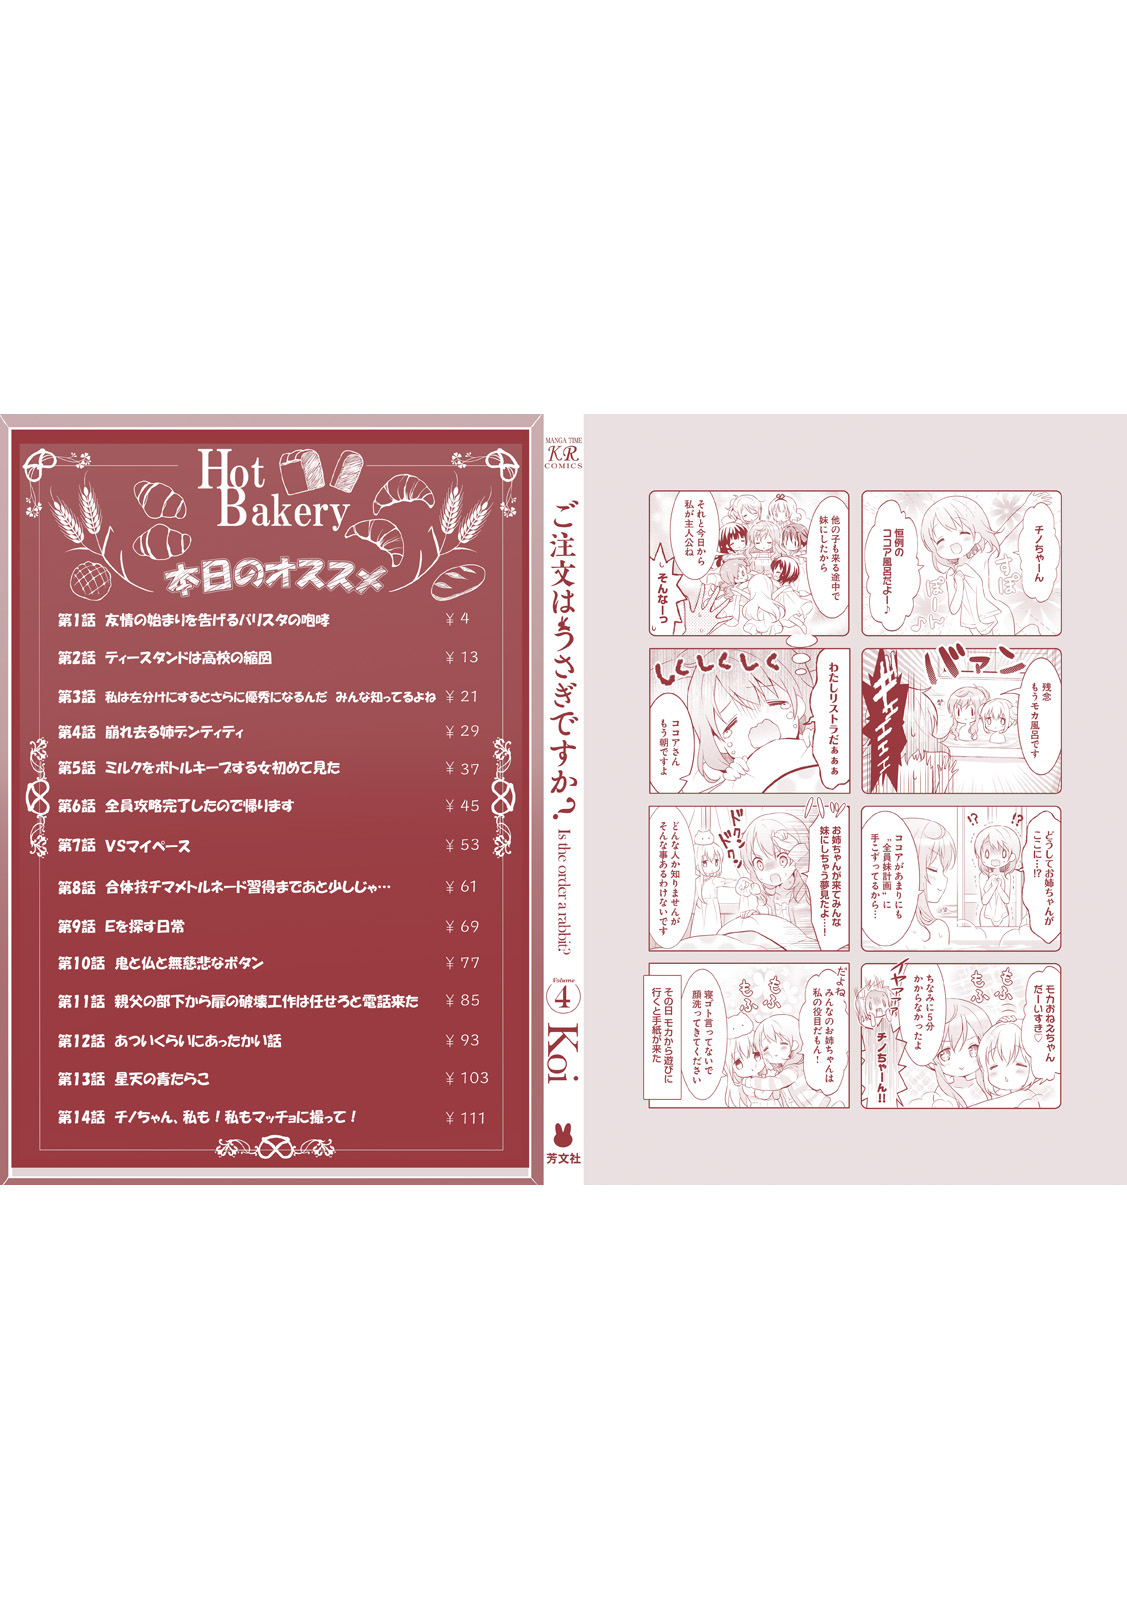 Hot
Bakery
本日のオススメ
第1話 友情の始まりを告げるバリスタの咆哮 ¥ 4
第2話 ティースタンドは高校の縮図 ¥ 13
第3話 私は左分けにするとさらに優秀になるんだ みんな知ってるよね ¥ 21
第4話 崩れ去る姉デンティティ ¥ 29
第5話 ミルクをボトルキープする女初めて見た ¥ 37
第6話 全員攻略完了したので帰ります ¥ 45
第7話 VSマイペース ¥ 53
第8話 合体技チマメトルネード習得まであと少しじゃ… ¥ 61
第9話 Eを探す日常 ¥ 69
第10話 鬼と仏と無慈悲なボタン ¥ 77
第11話 親父の部下から扉の破壊工作は任せろと電話来た ¥ 85
第12話 あついくらいにあったかい話 ¥ 93
第13話 星天の青たらこ ¥ 103
第14話 チノちゃん、私も！私もマッチョに撮って！ ¥ 111
MANGA TIME
KR
COMICS
ご注文はうさぎですか？
Is the order a rabbit?
Volume
4
Koi
芳文社
チノちゃーん
恒例の
ココア風呂だよー♪
すぽ
ぽーん♪
バァン
残念
もうモカ風呂です
ギャエエエエ
どうしてお姉ちゃんが
ここに…!?
!?
!?
ココアがあまりにも
“全員妹計画”に
手こずってるから…
モカおねえちゃん
だーいすき♡
もふ
もふ
ちなみに5分
かからなかったよ
イヤアアア
チノちゃーん!!
他の子も来る途中で
妹にしたから
それと今日から
私が主人公ね
そんなーっ
しくしくしく
わたしリストラだぁぁぁ
ココアさん
もう朝ですよ
ハーッ
お姉ちゃんが来てみんな
妹にしちゃう夢見たよ…！
ドクン
ドクン
どんな人か知りませんが
そんな事あるわけないです
だよね
みんなのお姉ちゃんは
私の役目だもん！
もふ
もふ
寝ゴト言ってないで
顔洗ってきてください
その日 モカから遊びに
行くと手紙が来た